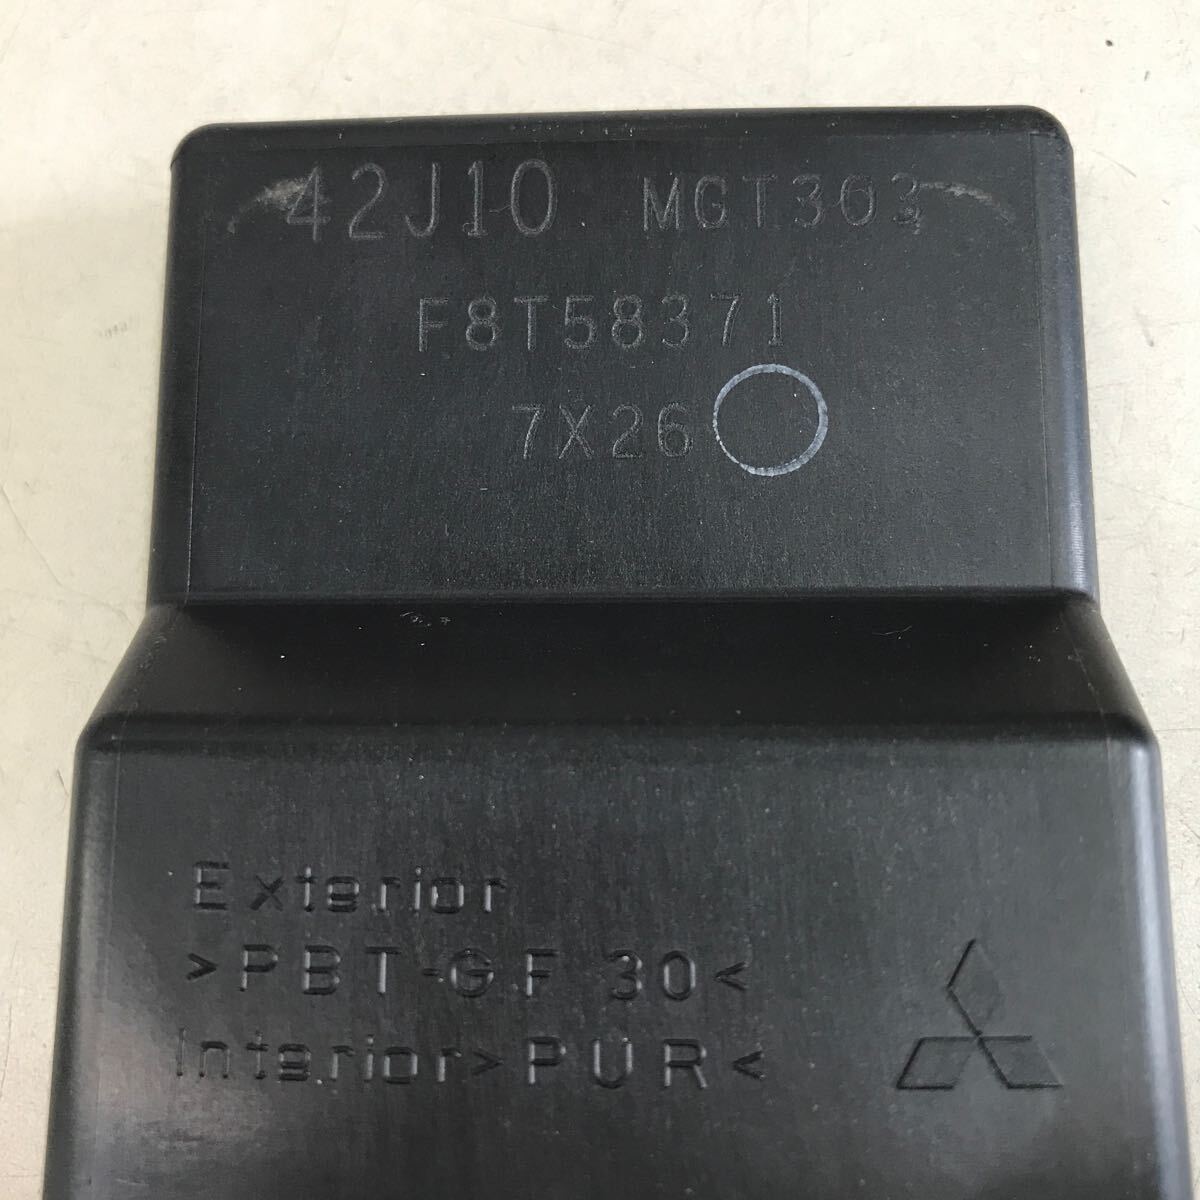 42J10 MGT303
F8T58371
7X26
Exterior
>PBT-GF 30<
Interior>PUR<